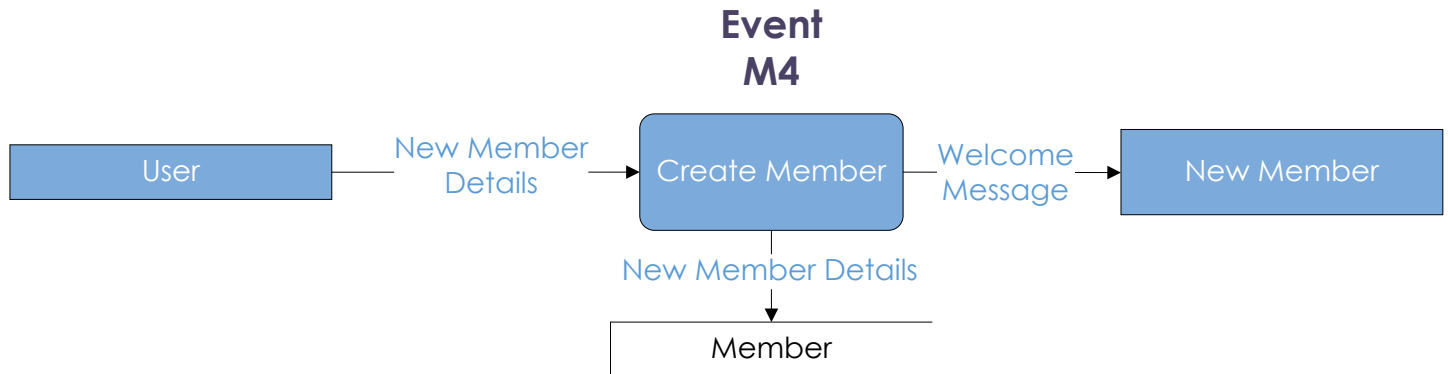 Event
M4
User
New Member
Details
Create Member
Welcome
Message
New Member
New Member Details
Member